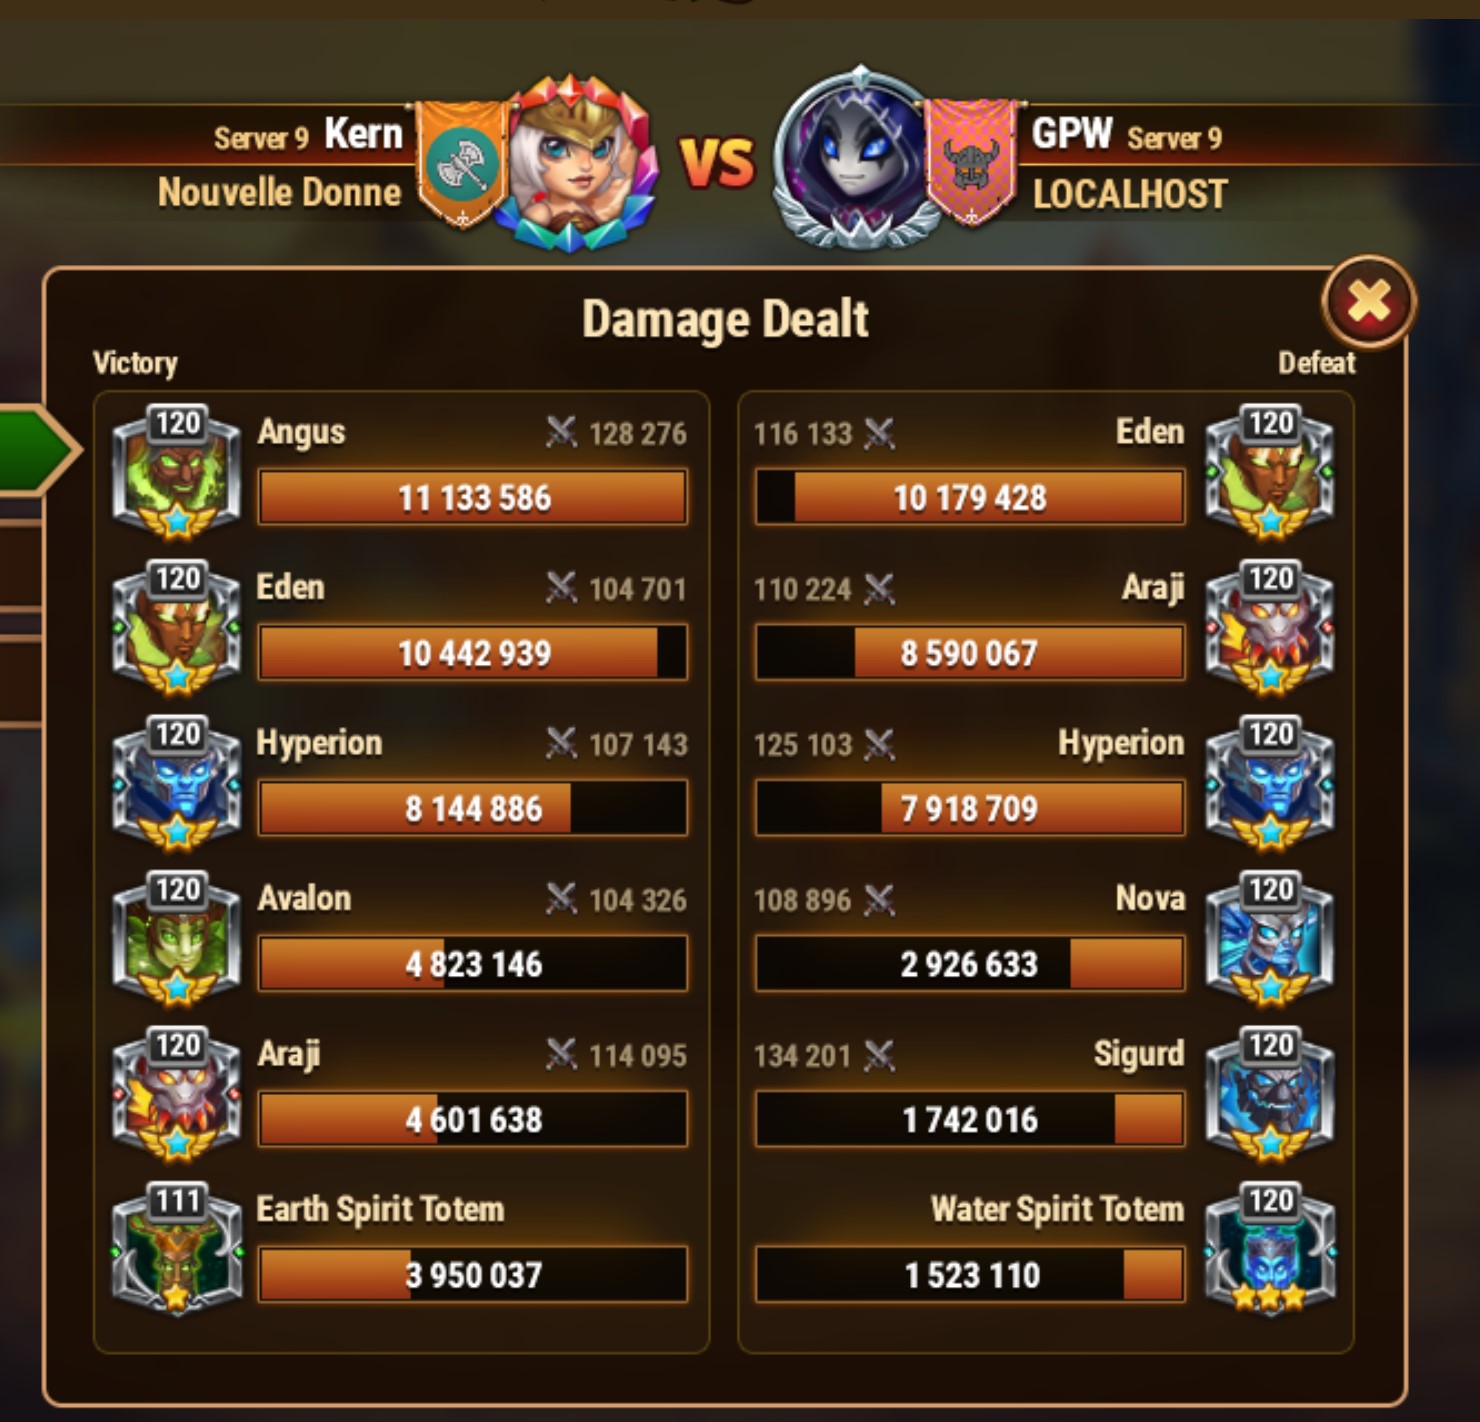 Server 9 Kern
Nouvelle Donne
VS
GPW Server 9
LOCALHOST
Damage Dealt
Victory
Defeat
120 Angus 128 276
11 133 586
116 133 Eden 120
10 179 428
120 Eden 104 701
10 442 939
110 224 Araji 120
8 590 067
120 Hyperion 107 143
8 144 886
125 103 Hyperion 120
7 918 709
120 Avalon 104 326
4 823 146
108 896 Nova 120
2 926 633
120 Araji 114 095
4 601 638
134 201 Sigurd 120
1 742 016
111 Earth Spirit Totem
3 950 037
Water Spirit Totem 120
1 523 110